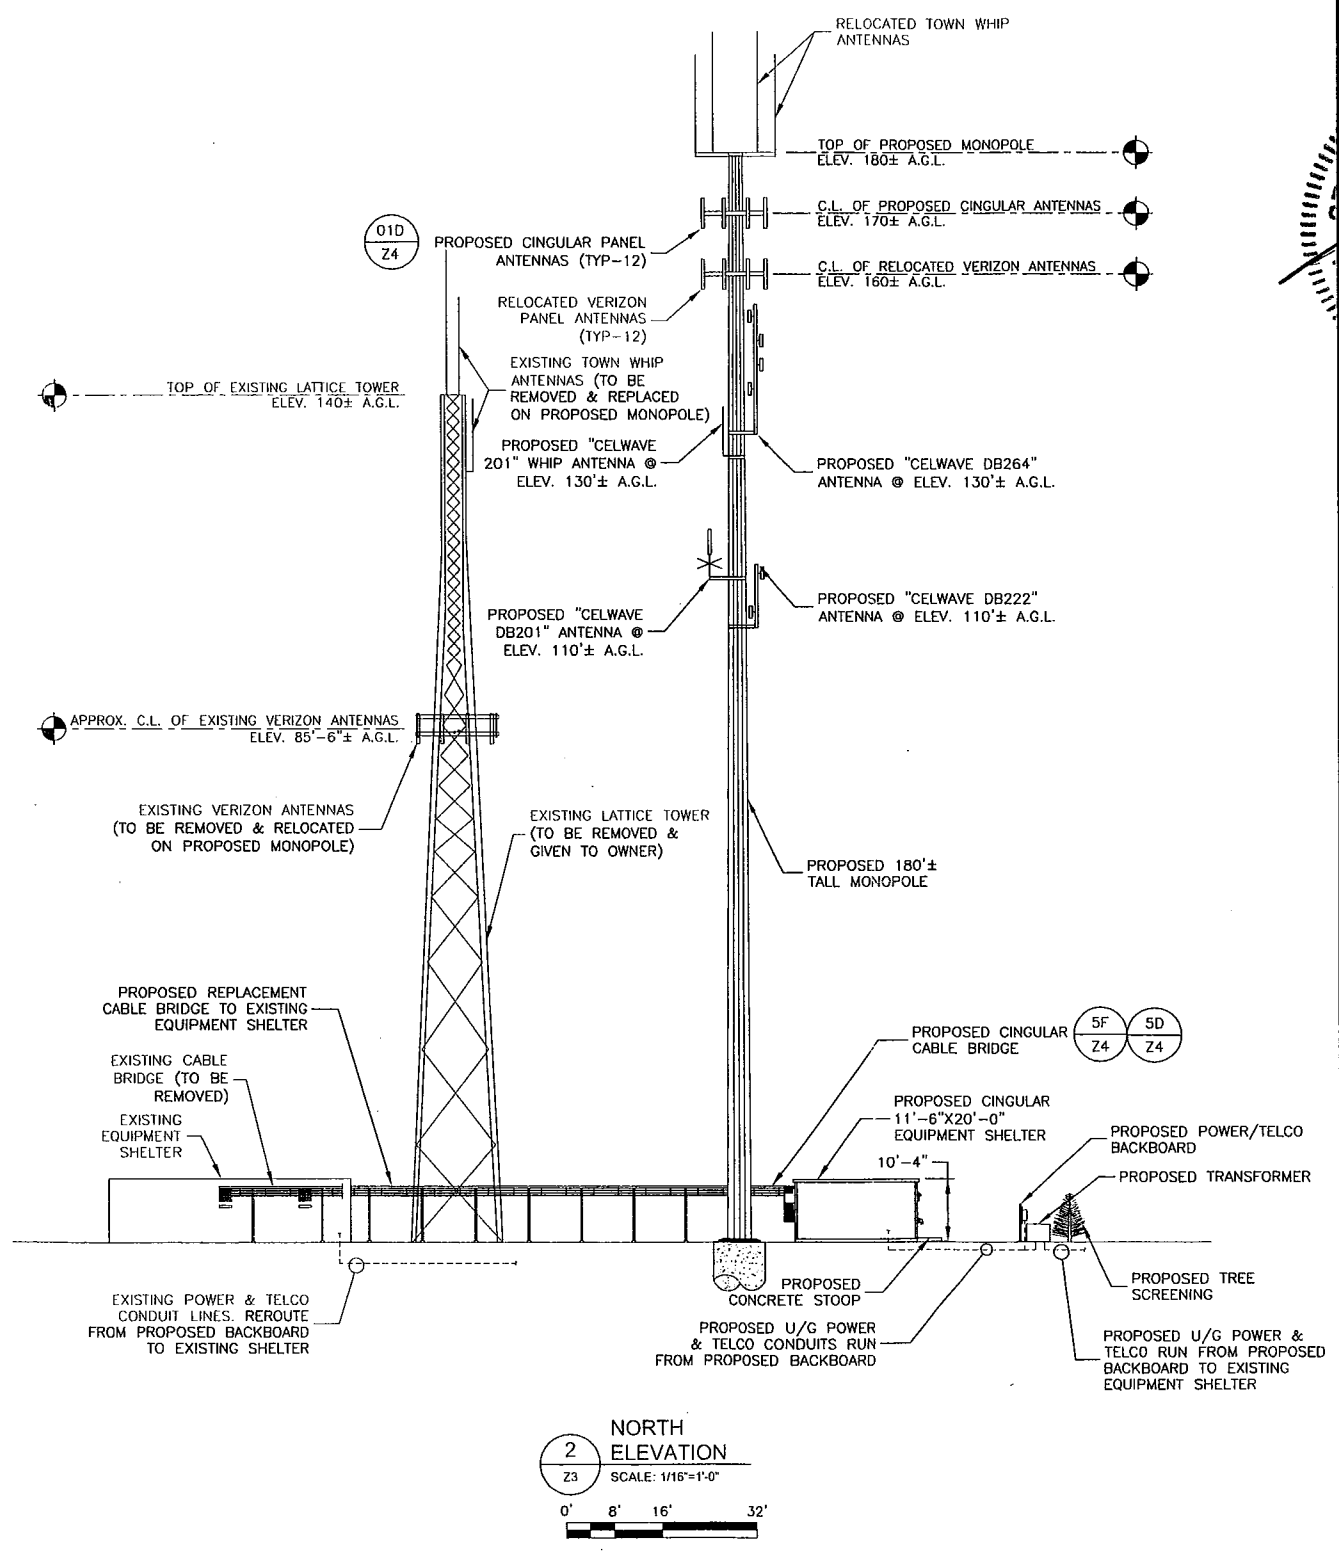 RELOCATED TOWN WHIP
ANTENNAS
TOP OF PROPOSED MONOPOLE
ELEV. 180± A.G.L.
C.L. OF PROPOSED CINGULAR ANTENNAS
ELEV. 170± A.G.L.
01D
Z4
PROPOSED CINGULAR PANEL
ANTENNAS (TYP-12)
C.L. OF RELOCATED VERIZON ANTENNAS
ELEV. 160± A.G.L.
RELOCATED VERIZON
PANEL ANTENNAS
(TYP-12)
EXISTING TOWN WHIP
ANTENNAS (TO BE
REMOVED & REPLACED
ON PROPOSED MONOPOLE)
TOP OF EXISTING LATTICE TOWER
ELEV. 140± A.G.L.
PROPOSED "CELWAVE
201" WHIP ANTENNA @
ELEV. 130'± A.G.L.
PROPOSED "CELWAVE DB264"
ANTENNA @ ELEV. 130'± A.G.L.
PROPOSED "CELWAVE
DB201" ANTENNA @
ELEV. 110'± A.G.L.
PROPOSED "CELWAVE DB222"
ANTENNA @ ELEV. 110'± A.G.L.
APPROX. C.L. OF EXISTING VERIZON ANTENNAS
ELEV. 85'-6"± A.G.L.
EXISTING VERIZON ANTENNAS
(TO BE REMOVED & RELOCATED
ON PROPOSED MONOPOLE)
EXISTING LATTICE TOWER
(TO BE REMOVED &
GIVEN TO OWNER)
PROPOSED 180'±
TALL MONOPOLE
PROPOSED REPLACEMENT
CABLE BRIDGE TO EXISTING
EQUIPMENT SHELTER
PROPOSED CINGULAR
CABLE BRIDGE
5F
Z4
5D
Z4
EXISTING CABLE
BRIDGE (TO BE
REMOVED)
EXISTING
EQUIPMENT
SHELTER
PROPOSED CINGULAR
11'-6"X20'-0"
EQUIPMENT SHELTER
10'-4"
PROPOSED POWER/TELCO
BACKBOARD
PROPOSED TRANSFORMER
PROPOSED
CONCRETE STOOP
PROPOSED TREE
SCREENING
EXISTING POWER & TELCO
CONDUIT LINES. REROUTE
FROM PROPOSED BACKBOARD
TO EXISTING SHELTER
PROPOSED U/G POWER
& TELCO CONDUITS RUN
FROM PROPOSED BACKBOARD
PROPOSED U/G POWER &
TELCO RUN FROM PROPOSED
BACKBOARD TO EXISTING
EQUIPMENT SHELTER
2
Z3
NORTH
ELEVATION
SCALE: 1/16"=1'-0"
0' 8' 16' 32'